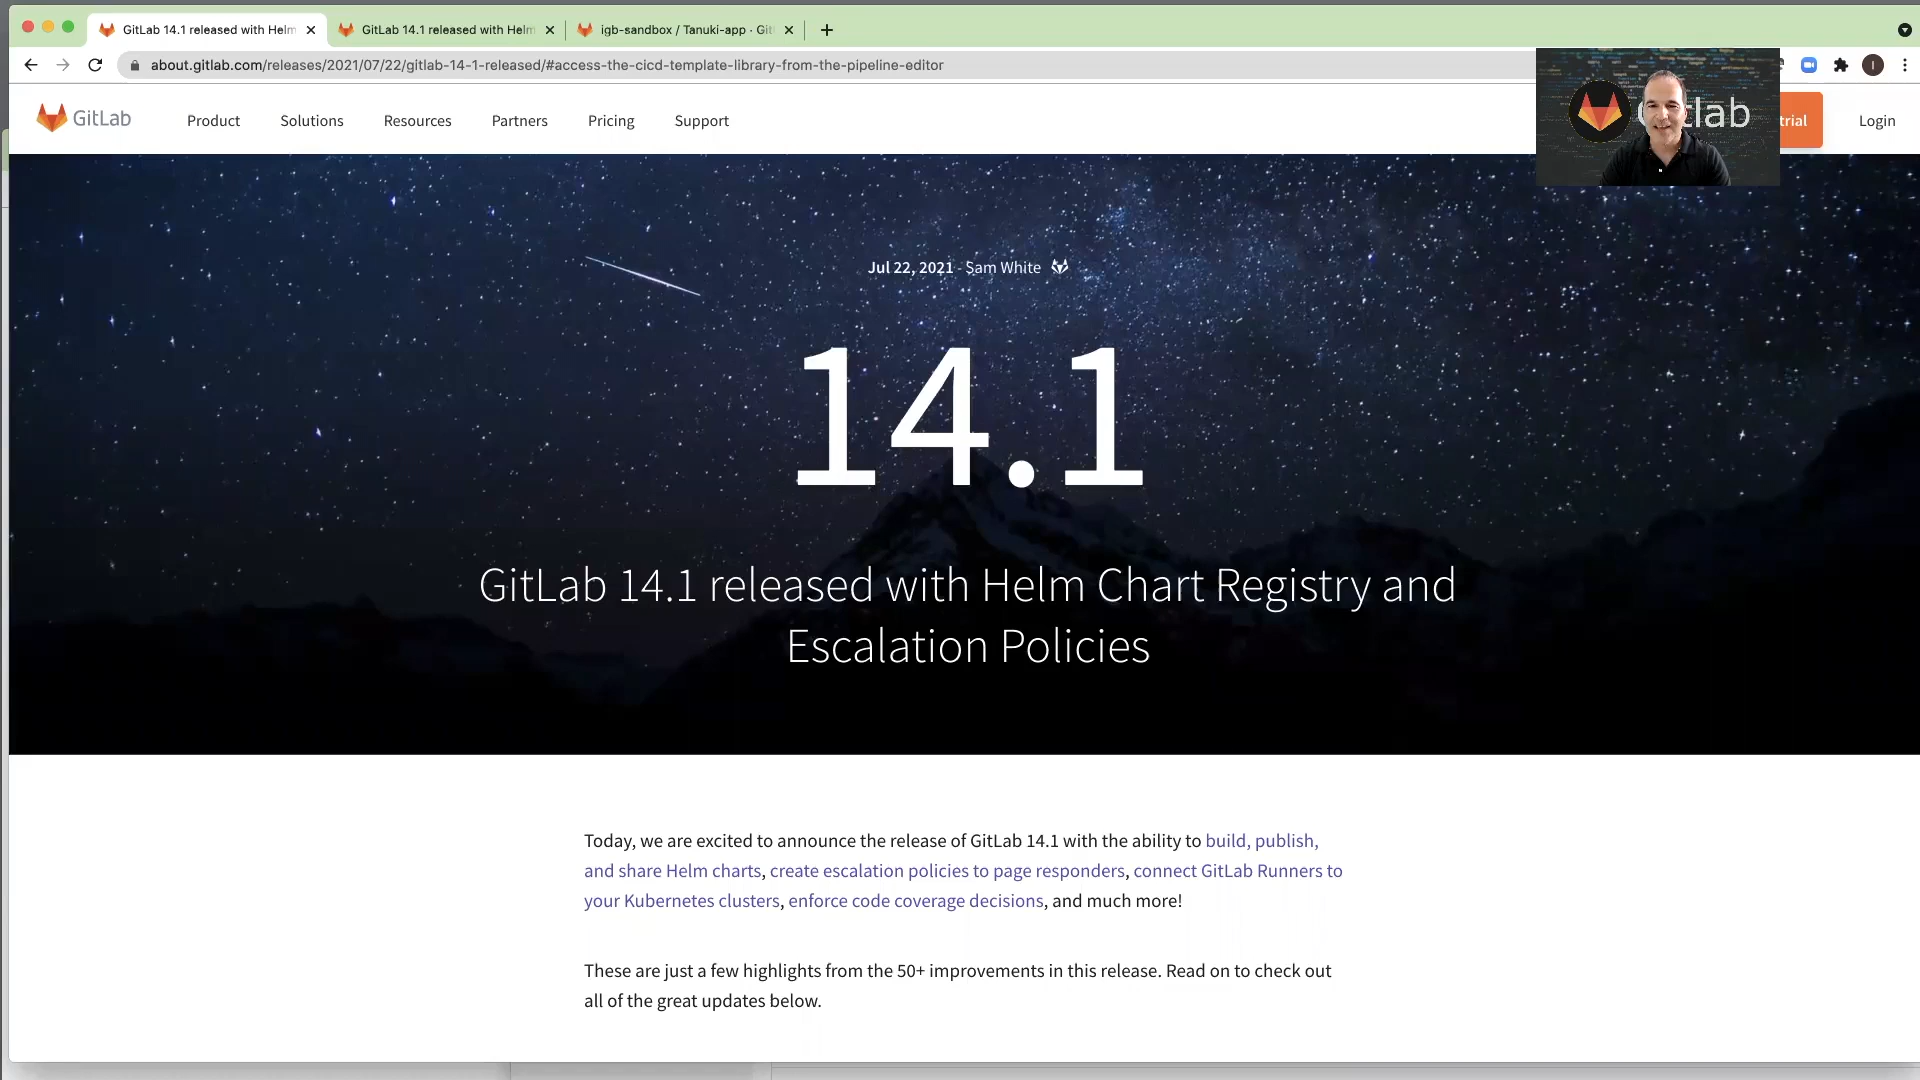 GitLab 14.1 released with Helm
GitLab 14.1 released with Helm
igb-sandbox / Tanuki-app · Git
about.gitlab.com/releases/2021/07/22/gitlab-14-1-released/#access-the-cicd-template-library-from-the-pipeline-editor
I
GitLab
Product
Solutions
Resources
Partners
Pricing
Support
lab
trial
Login
Jul 22, 2021 - Sam White
14.1
GitLab 14.1 released with Helm Chart Registry and
Escalation Policies
Today, we are excited to announce the release of GitLab 14.1 with the ability to build, publish,
and share Helm charts, create escalation policies to page responders, connect GitLab Runners to
your Kubernetes clusters, enforce code coverage decisions, and much more!
These are just a few highlights from the 50+ improvements in this release. Read on to check out
all of the great updates below.